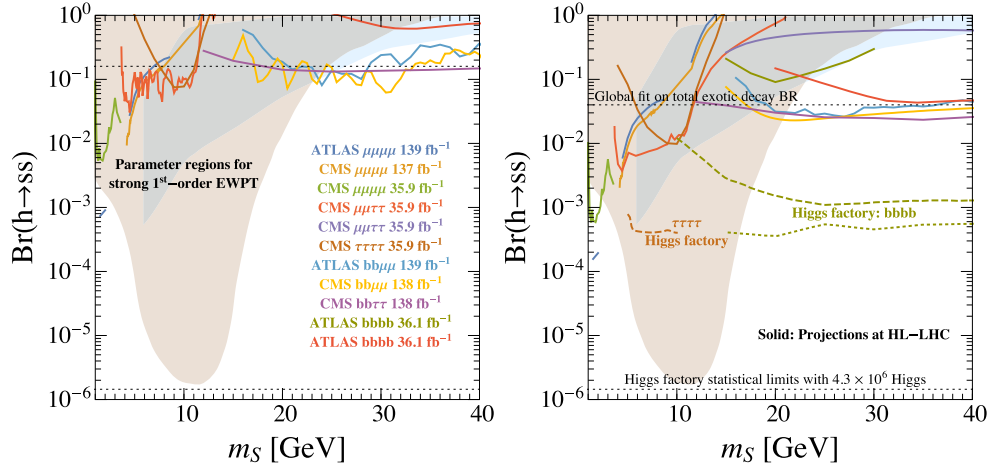 10⁰
10⁻¹
10⁻²
10⁻³
10⁻⁴
10⁻⁵
10⁻⁶
Br(h→ss)
Parameter regions for
strong 1ˢᵗ−order EWPT
ATLAS μμμμ 139 fb⁻¹
CMS μμμμ 137 fb⁻¹
CMS μμμμ 35.9 fb⁻¹
CMS μμττ 35.9 fb⁻¹
CMS μμττ 35.9 fb⁻¹
CMS ττττ 35.9 fb⁻¹
ATLAS bbμμ 139 fb⁻¹
CMS bbμμ 138 fb⁻¹
CMS bbττ 138 fb⁻¹
ATLAS bbbb 36.1 fb⁻¹
ATLAS bbbb 36.1 fb⁻¹
10 20 30 40
m_S [GeV]
10⁰
10⁻¹
10⁻²
10⁻³
10⁻⁴
10⁻⁵
10⁻⁶
Br(h→ss)
Global fit on total exotic decay BR
Higgs factory: bbbb
ττττ
Higgs factory
Solid: Projections at HL−LHC
Higgs factory statistical limits with 4.3 × 10⁶ Higgs
10 20 30 40
m_S [GeV]